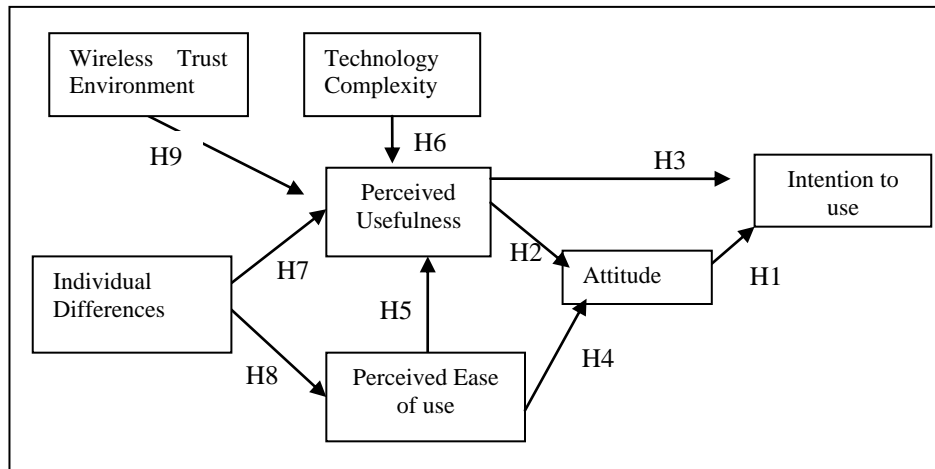 Wireless Trust
Environment
Technology
Complexity
H9
H6
H3
Perceived
Usefulness
Intention to
use
H7
H2
Individual
Differences
Attitude
H1
H5
H8
H4
Perceived Ease
of use